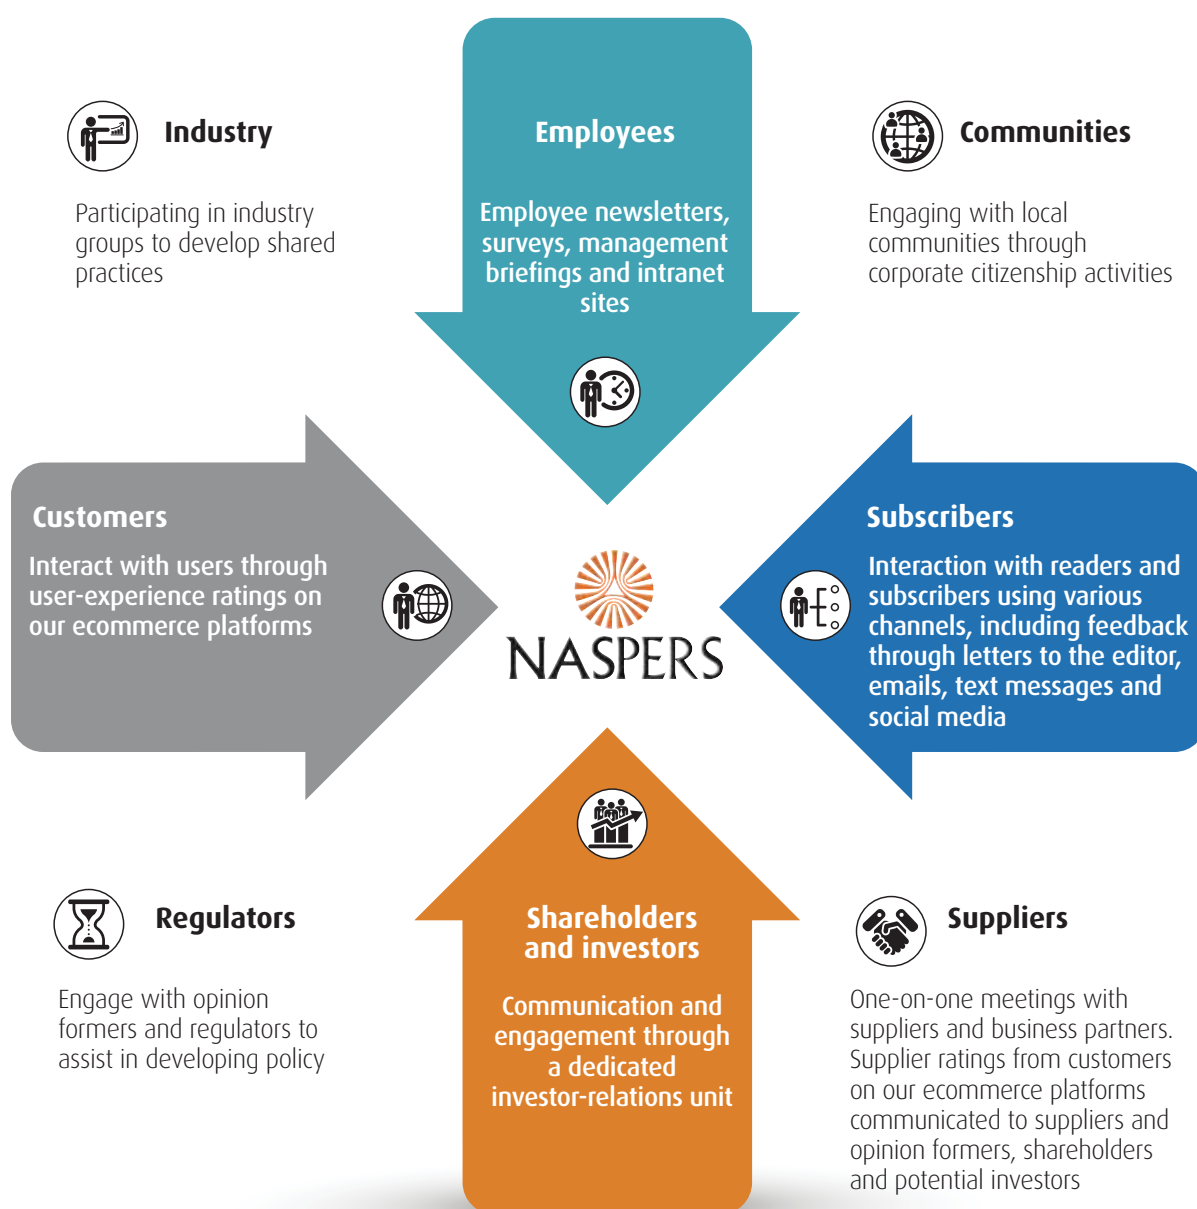 Industry
Participating in industry
groups to develop shared
practices
Employees
Employee newsletters,
surveys, management
briefings and intranet
sites
Communities
Engaging with local
communities through
corporate citizenship activities
Customers
Interact with users through
user-experience ratings on
our ecommerce platforms
NASPERS
Subscribers
Interaction with readers and
subscribers using various
channels, including feedback
through letters to the editor,
emails, text messages and
social media
Regulators
Engage with opinion
formers and regulators to
assist in developing policy
Shareholders
and investors
Communication and
engagement through
a dedicated
investor-relations unit
Suppliers
One-on-one meetings with
suppliers and business partners.
Supplier ratings from customers
on our ecommerce platforms
communicated to suppliers and
opinion formers, shareholders
and potential investors